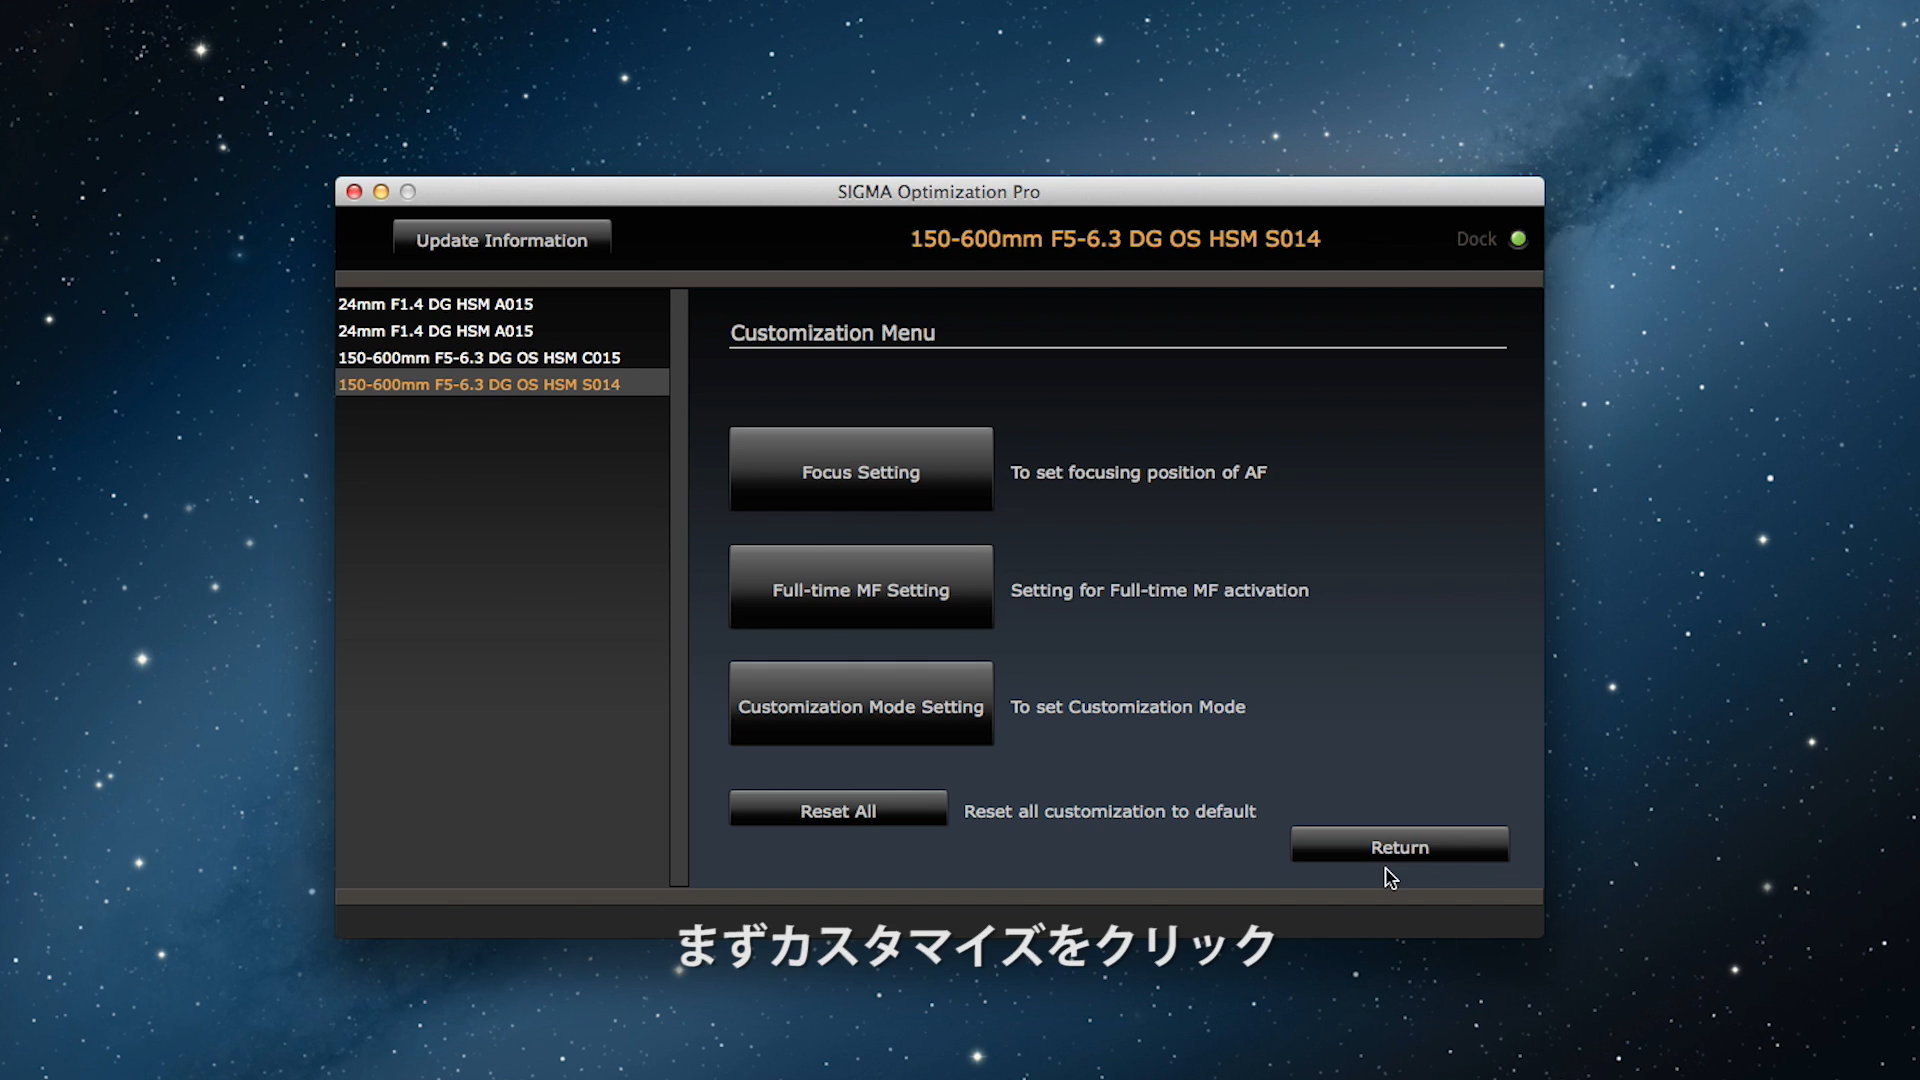 SIGMA Optimization Pro
Update Information
150-600mm F5-6.3 DG OS HSM S014
Dock
24mm F1.4 DG HSM A015
24mm F1.4 DG HSM A015
150-600mm F5-6.3 DG OS HSM C015
150-600mm F5-6.3 DG OS HSM S014
Customization Menu
Focus Setting
To set focusing position of AF
Full-time MF Setting
Setting for Full-time MF activation
Customization Mode Setting
To set Customization Mode
Reset All
Reset all customization to default
Return
まずカスタマイズをクリック